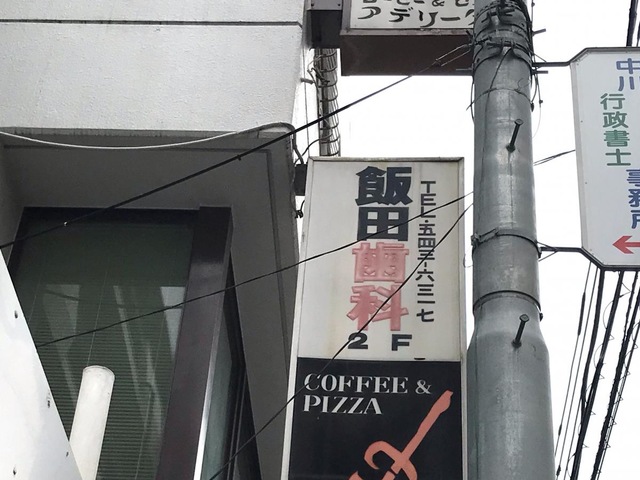 アデリー
飯田歯科
TEL・五四三-六三一七
2F
COFFEE &
PIZZA
中川
行政書士
事務所